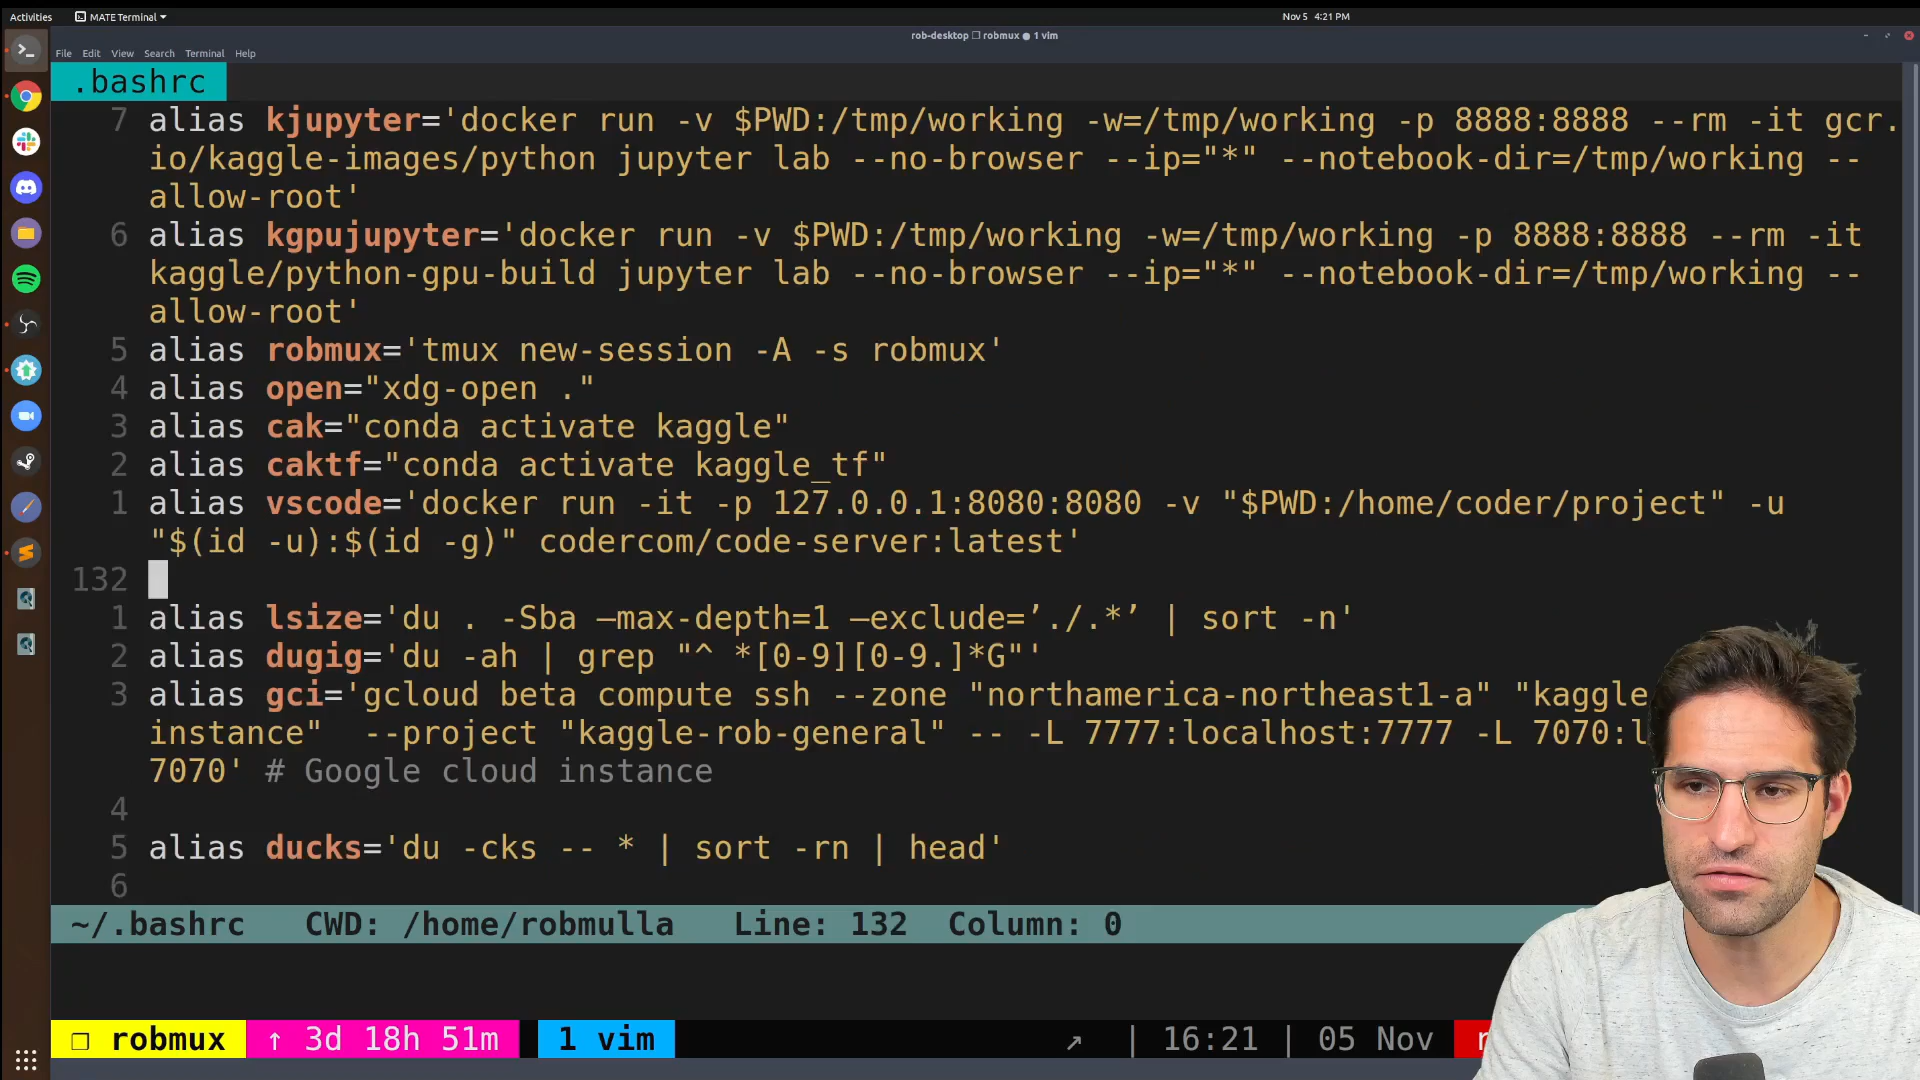 Activities MATE Terminal Nov 5 4:21 PM
rob-desktop ❐ robmux ● 1 vim
File Edit View Search Terminal Help
.bashrc
7 alias kjupyter='docker run -v $PWD:/tmp/working -w=/tmp/working -p 8888:8888 --rm -it gcr.
io/kaggle-images/python jupyter lab --no-browser --ip="*" --notebook-dir=/tmp/working --
allow-root'
6 alias kgpujupyter='docker run -v $PWD:/tmp/working -w=/tmp/working -p 8888:8888 --rm -it
kaggle/python-gpu-build jupyter lab --no-browser --ip="*" --notebook-dir=/tmp/working --
allow-root'
5 alias robmux='tmux new-session -A -s robmux'
4 alias open="xdg-open ."
3 alias cak="conda activate kaggle"
2 alias caktf="conda activate kaggle_tf"
1 alias vscode='docker run -it -p 127.0.0.1:8080:8080 -v "$PWD:/home/coder/project" -u
"$(id -u):$(id -g)" codercom/code-server:latest'
132
1 alias lsize='du . -Sba —max-depth=1 —exclude=’./.*’ | sort -n'
2 alias dugig='du -ah | grep "^ *[0-9][0-9.]*G"'
3 alias gci='gcloud beta compute ssh --zone "northamerica-northeast1-a" "kaggle
instance"  --project "kaggle-rob-general" -- -L 7777:localhost:7777 -L 7070:l
7070' # Google cloud instance
4
5 alias ducks='du -cks -- * | sort -rn | head'
6
~/.bashrc CWD: /home/robmulla Line: 132 Column: 0
❐ robmux ↑ 3d 18h 51m 1 vim ↗ | 16:21 | 05 Nov